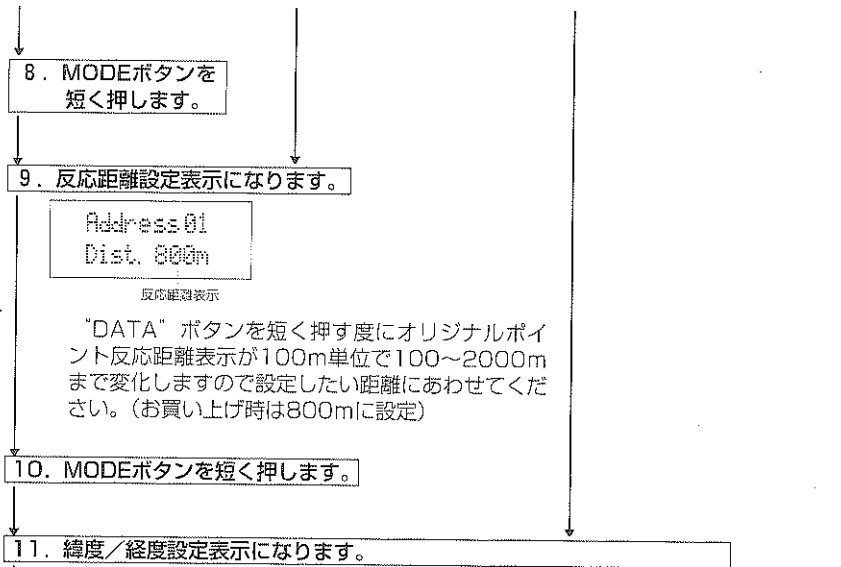 8．MODEボタンを
短く押します。
9．反応距離設定表示になります。
Address 01
Dist. 800m
反応距離表示
"DATA" ボタンを短く押す度にオリジナルポイ
ント反応距離表示が100m単位で100～2000m
まで変化しますので設定したい距離にあわせてくだ
さい。（お買い上げ時は800mに設定）
10．MODEボタンを短く押します。
11．緯度／経度設定表示になります。